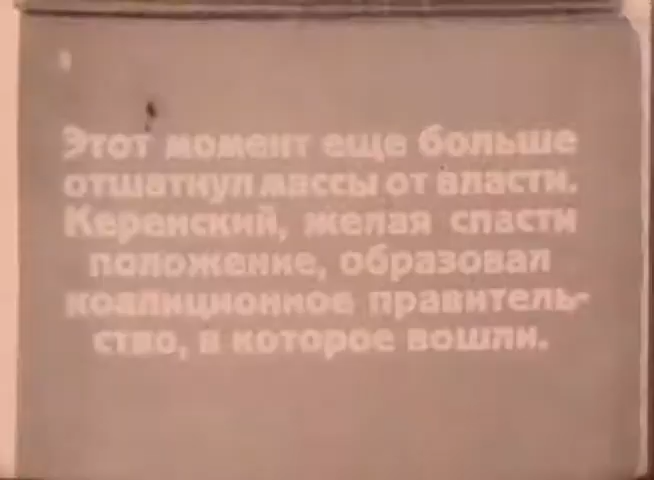 Этот момент еще больше
отшатнул массы от власти.
Керенский, желая спасти
положение, образовал
коалиционное правитель-
ство, в которое вошли.